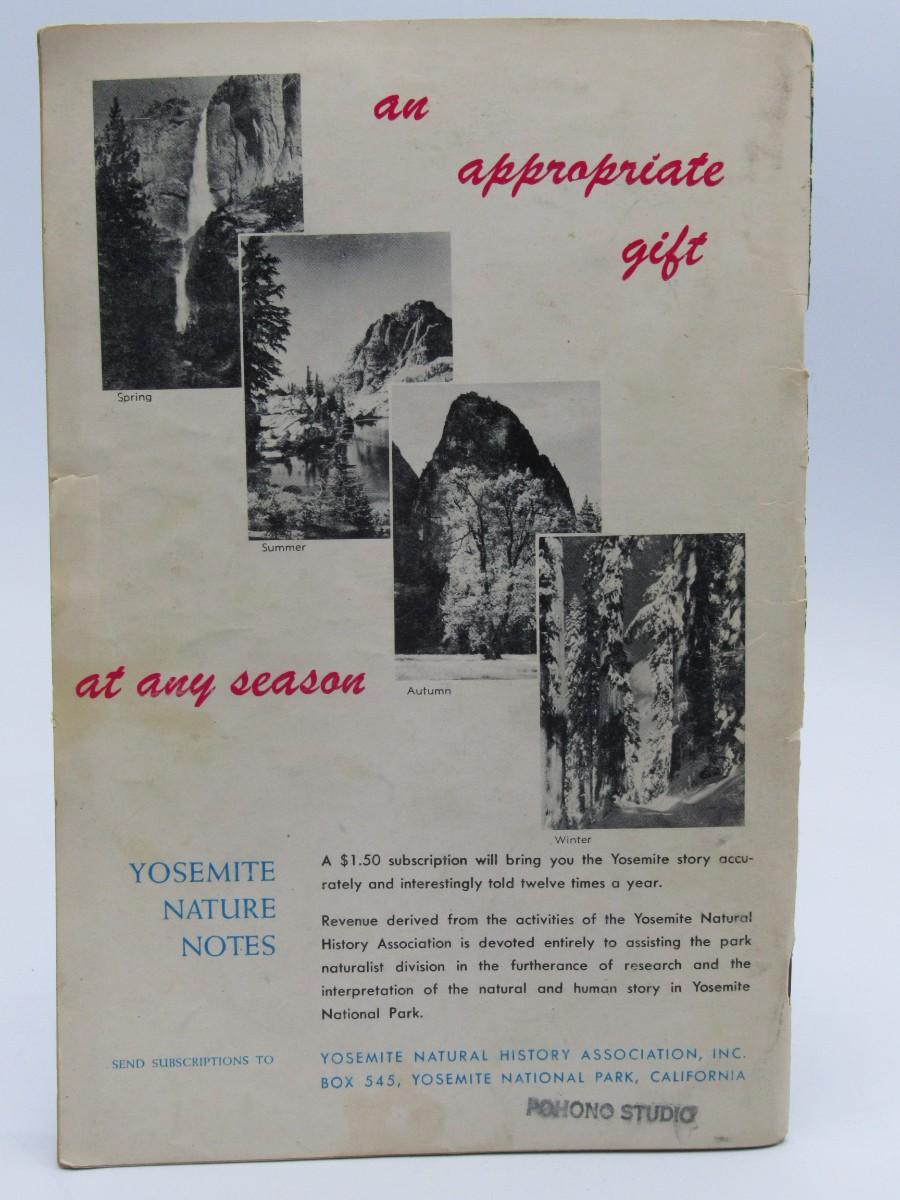 an
appropriate
gift
Spring
Summer
Autumn
at any season
Winter
YOSEMITE
NATURE
NOTES
A $1.50 subscription will bring you the Yosemite story accu-
rately and interestingly told twelve times a year.
Revenue derived from the activities of the Yosemite Natural
History Association is devoted entirely to assisting the park
naturalist division in the furtherance of research and the
interpretation of the natural and human story in Yosemite
National Park.
SEND SUBSCRIPTIONS TO
YOSEMITE NATURAL HISTORY ASSOCIATION, INC.
BOX 545, YOSEMITE NATIONAL PARK, CALIFORNIA
POHONO STUDIO